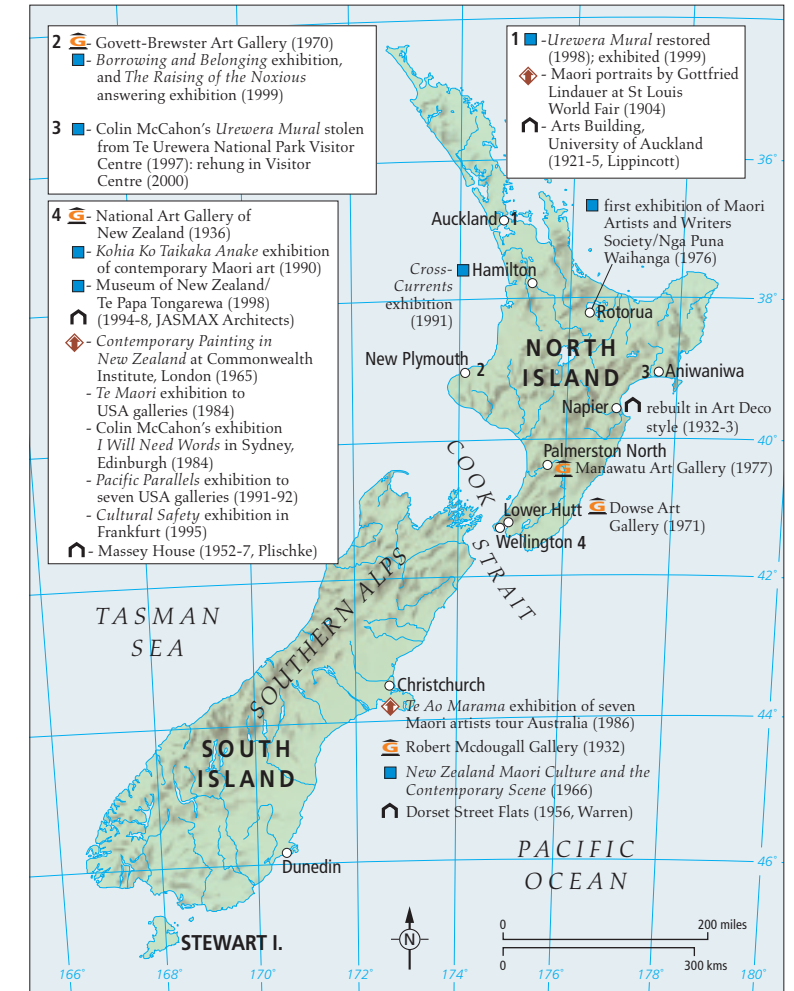 2 G - Govett-Brewster Art Gallery (1970)
- Borrowing and Belonging exhibition,
and The Raising of the Noxious
answering exhibition (1999)
3 - Colin McCahon's Urewera Mural stolen
from Te Urewera National Park Visitor
Centre (1997): rehung in Visitor
Centre (2000)
1 -Urewera Mural restored
(1998); exhibited (1999)
- Maori portraits by Gottfried
Lindauer at St Louis
World Fair (1904)
- Arts Building,
University of Auckland
(1921-5, Lippincott)
4 G - National Art Gallery of
New Zealand (1936)
- Kohia Ko Taikaka Anake exhibition
of contemporary Maori art (1990)
- Museum of New Zealand/
Te Papa Tongarewa (1998)
(1994-8, JASMAX Architects)
- Contemporary Painting in
New Zealand at Commonwealth
Institute, London (1965)
- Te Maori exhibition to
USA galleries (1984)
- Colin McCahon's exhibition
I Will Need Words in Sydney,
Edinburgh (1984)
- Pacific Parallels exhibition to
seven USA galleries (1991-92)
- Cultural Safety exhibition in
Frankfurt (1995)
- Massey House (1952-7, Plischke)
36°
Auckland 1
first exhibition of Maori
Artists and Writers
Society/Nga Puna
Waihanga (1976)
Hamilton
Cross-
Currents
exhibition
(1991)
38°
Rotorua
NORTH
ISLAND
New Plymouth 2
3 Aniwaniwa
Napier
rebuilt in Art Deco
style (1932-3)
40°
Palmerston North
G Manawatu Art Gallery (1977)
Lower Hutt
G Dowse Art
Gallery (1971)
Wellington 4
COOK
STRAIT
42°
TASMAN
SEA
SOUTHERN ALPS
Christchurch
Te Ao Marama exhibition of seven
Maori artists tour Australia (1986)
44°
G Robert Mcdougall Gallery (1932)
New Zealand Maori Culture and the
Contemporary Scene (1966)
Dorset Street Flats (1956, Warren)
SOUTH
ISLAND
PACIFIC
OCEAN
46°
Dunedin
STEWART I.
N
0 200 miles
0 300 kms
166° 168° 170° 172° 174° 176° 178° 180°